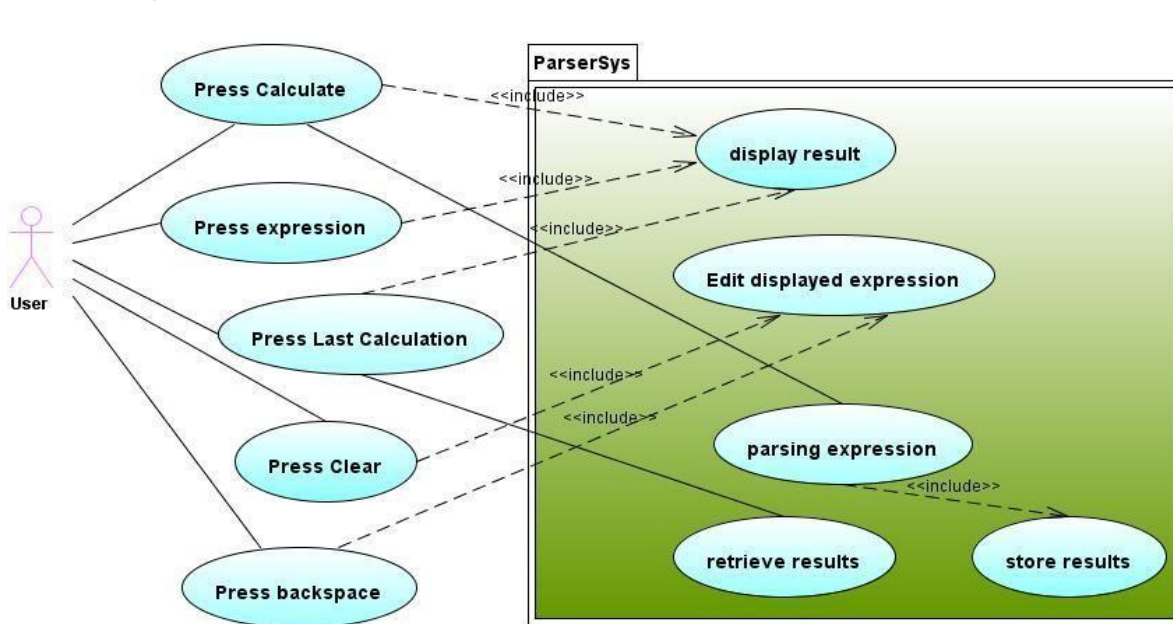 ParserSys
Press Calculate
<<include>>
display result
<<include>>
Press expression
<<include>>
Edit displayed expression
User
Press Last Calculation
<<include>>
<<include>>
parsing expression
Press Clear
<<include>>
retrieve results
store results
Press backspace